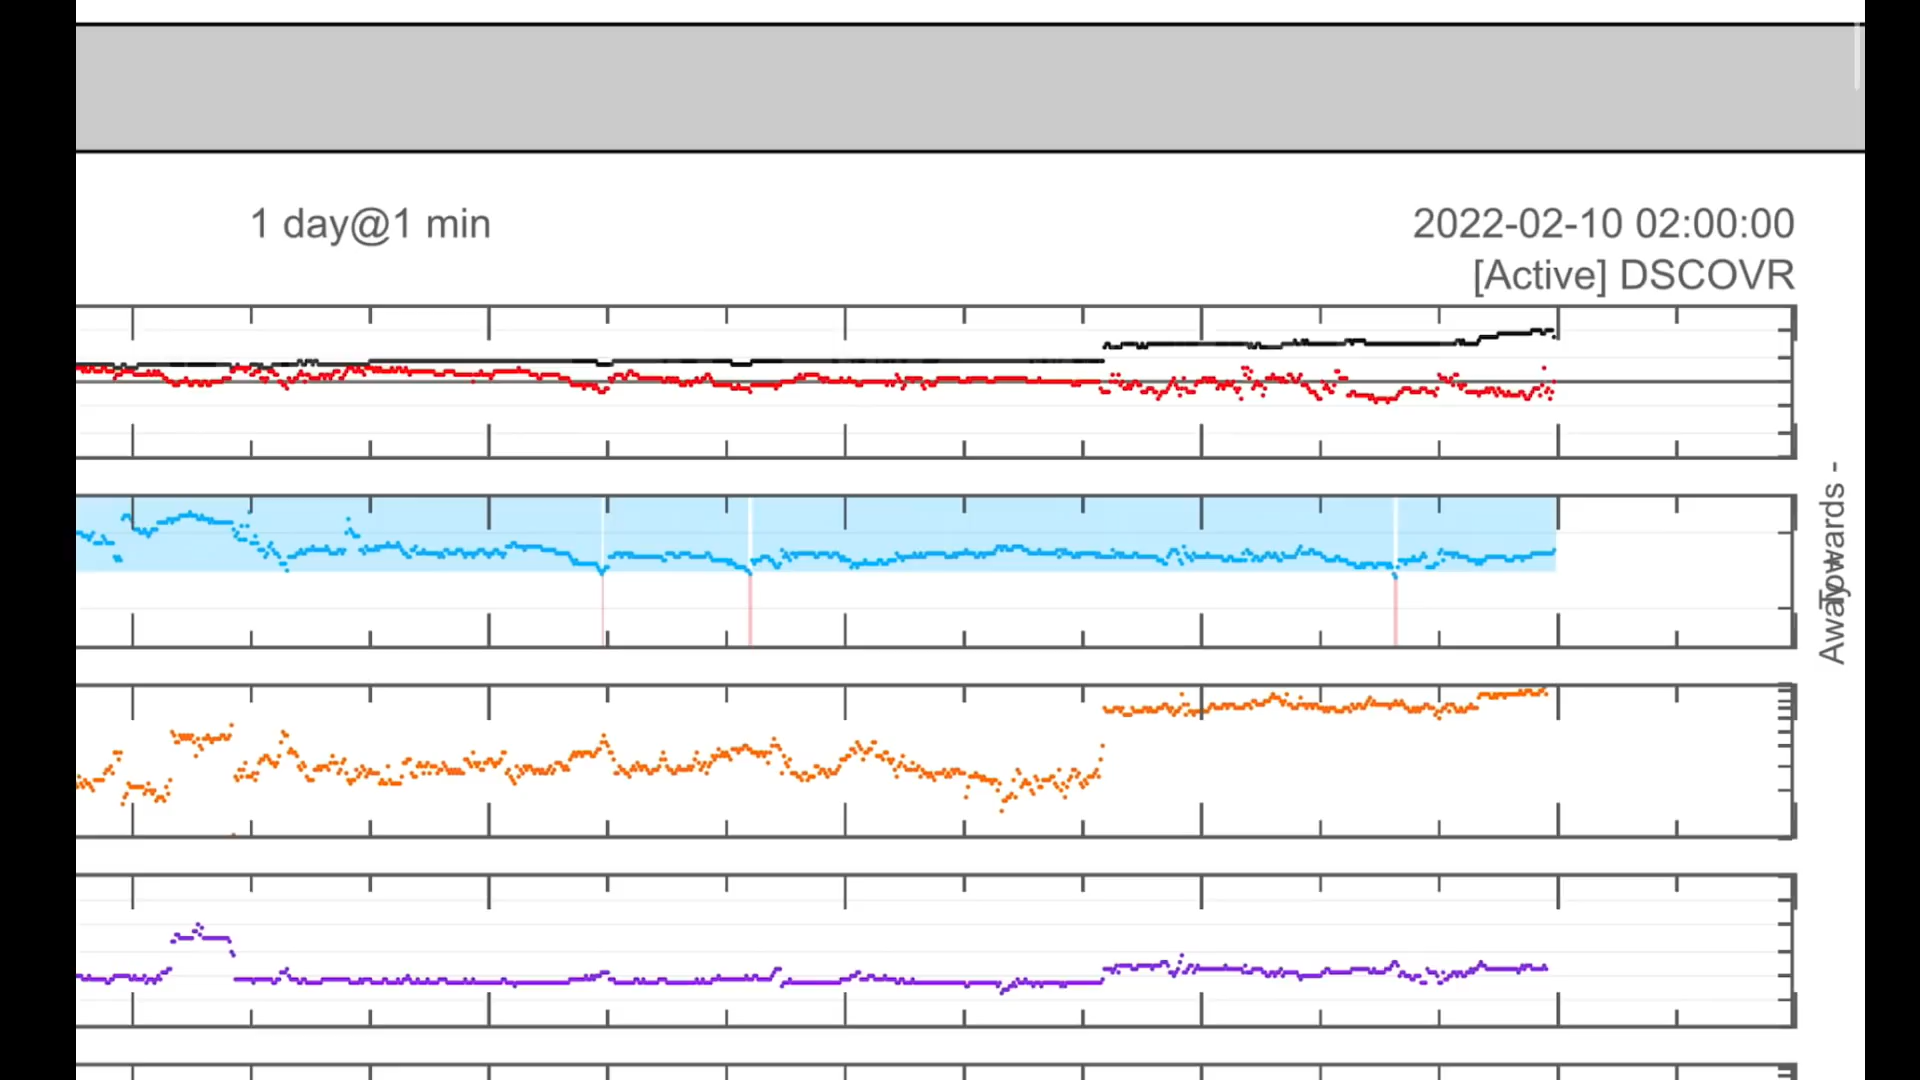 1 day@1 min
2022-02-10 02:00:00
[Active] DSCOVR
Towards -
Away +